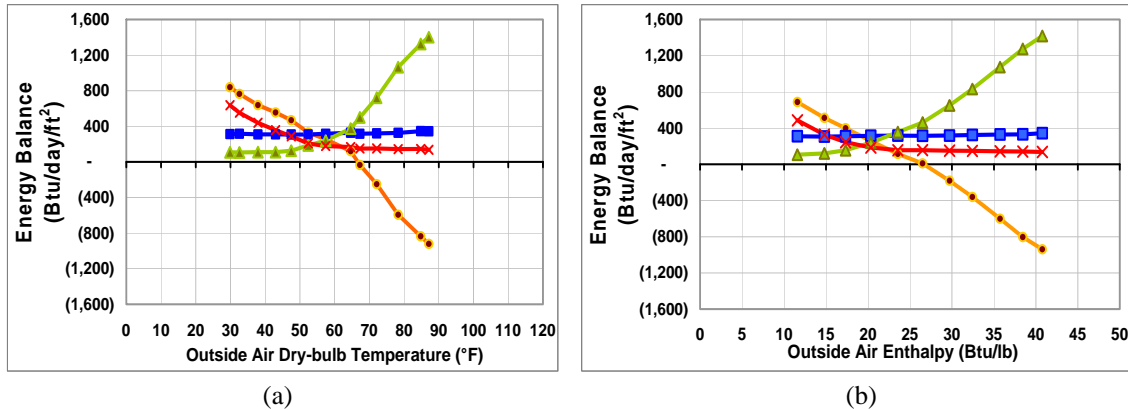 1,600
1,200
800
400
-
(400)
(800)
(1,200)
(1,600)
Energy Balance
(Btu/day/ft²)
0 10 20 30 40 50 60 70 80 90 100 110 120
Outside Air Dry-bulb Temperature (°F)
(a)
1,600
1,200
800
400
-
(400)
(800)
(1,200)
(1,600)
Energy Balance
(Btu/day/ft²)
0 5 10 15 20 25 30 35 40 45 50
Outside Air Enthalpy (Btu/lb)
(b)